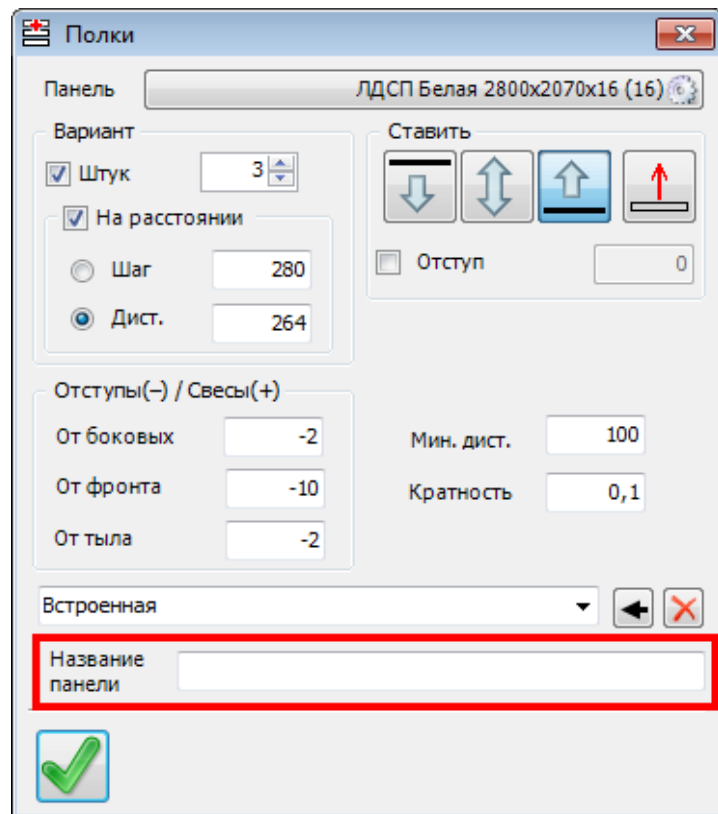 Полки
Панель ЛДСП Белая 2800x2070x16 (16)
Вариант
Штук 3
На расстоянии
Шаг 280
Дист. 264
Ставить
Отступ 0
Отступы(–) / Свесы(+)
От боковых -2
От фронта -10
От тыла -2
Мин. дист. 100
Кратность 0,1
Встроенная
Название
панели